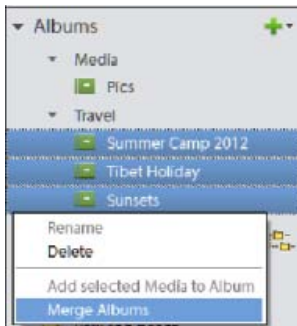 Albums
Media
Pics
Travel
Summer Camp 2012
Tibet Holiday
Sunsets
Rename
Delete
Add selected Media to Album
Merge Albums